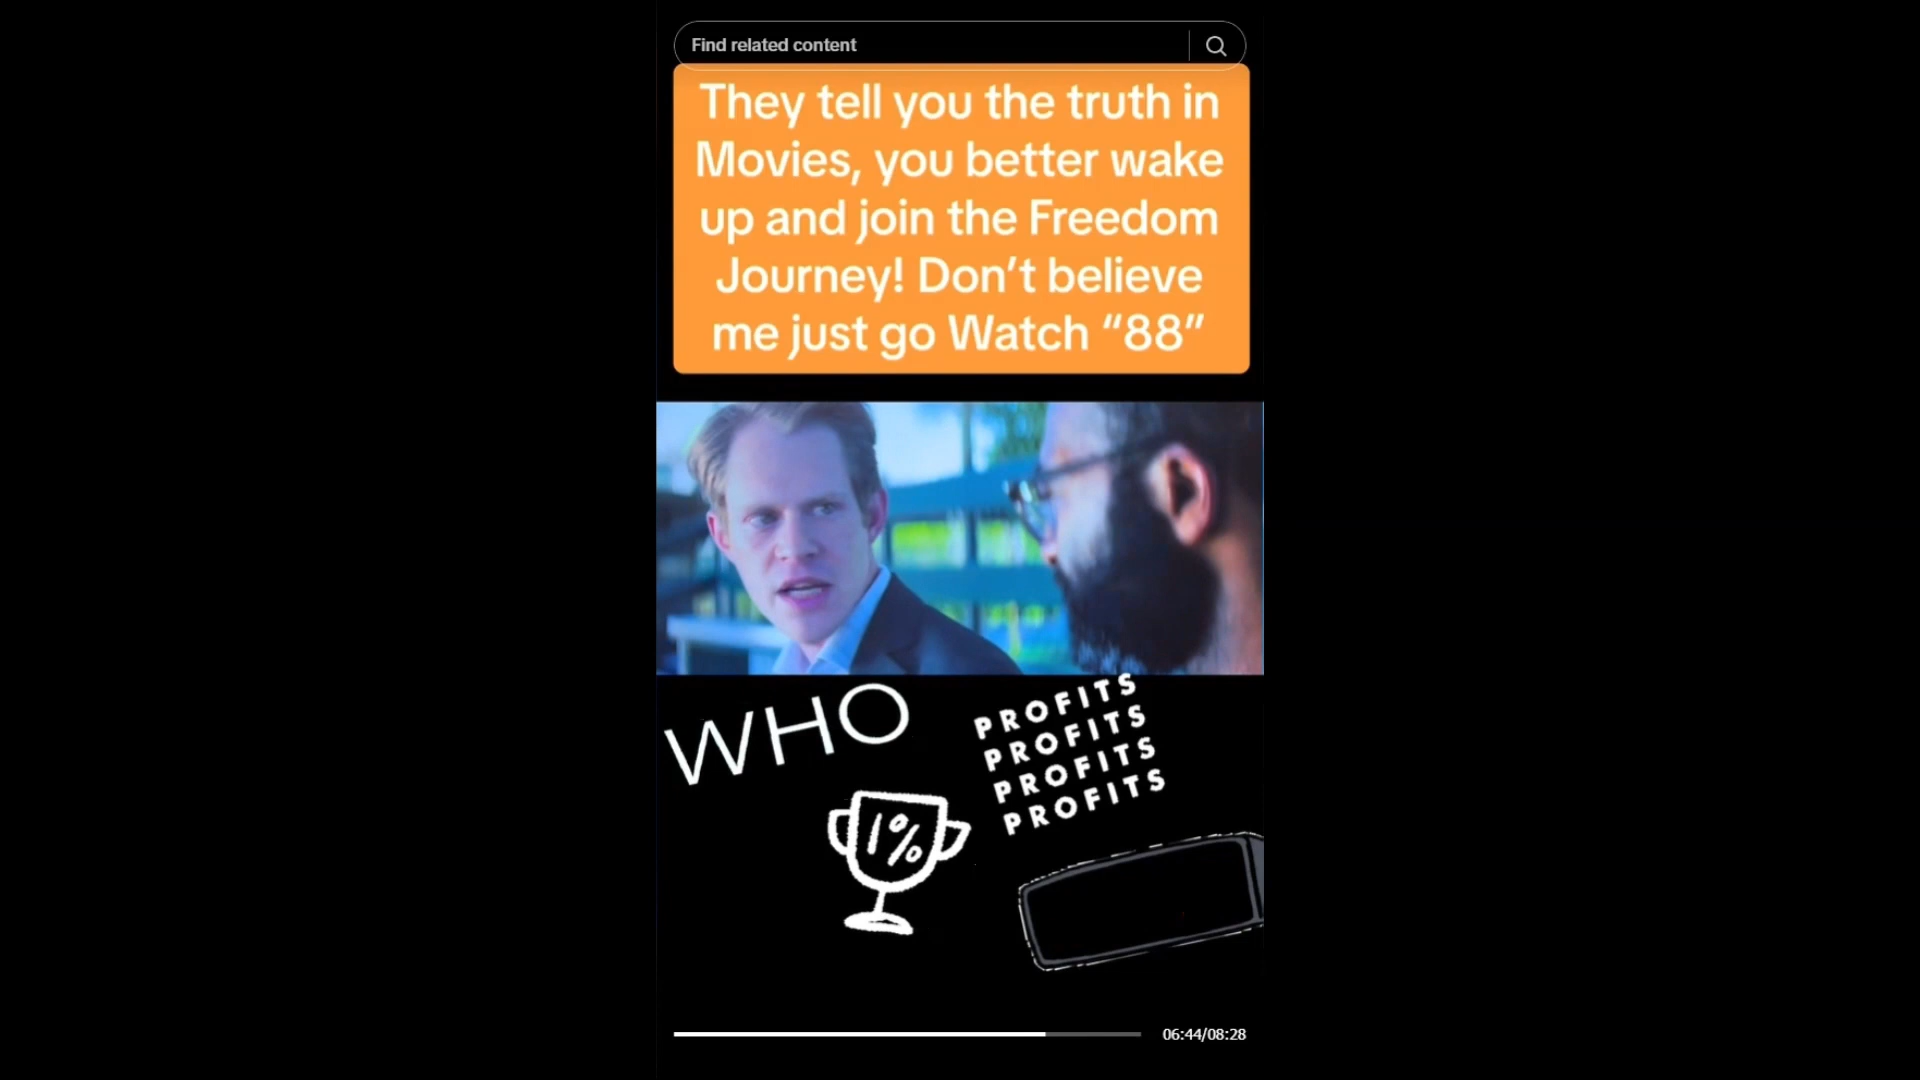 Find related content
They tell you the truth in
Movies, you better wake
up and join the Freedom
Journey! Don’t believe
me just go Watch “88”
WHO
PROFITS
PROFITS
PROFITS
PROFITS
1%
06:44/08:28